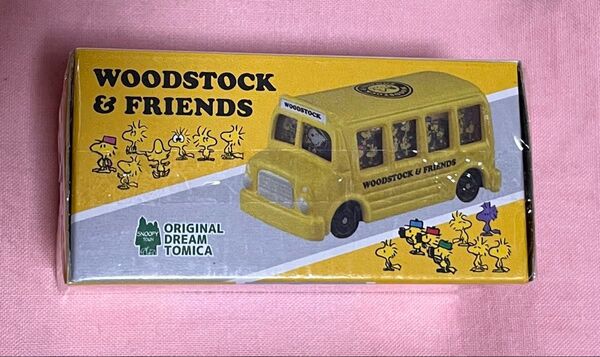 WOODSTOCK
& FRIENDS
WOODSTOCK
WOODSTOCK & FRIENDS
SNOOPY
TOWN
ORIGINAL
DREAM
TOMICA